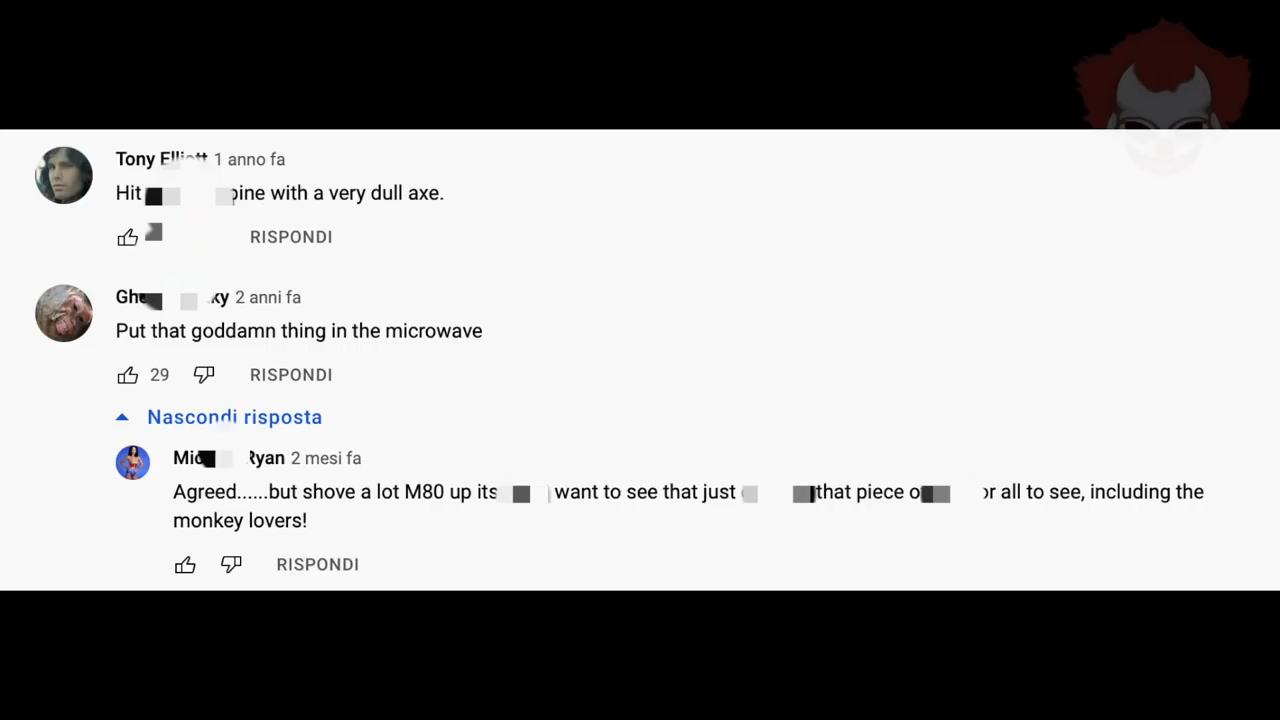 Tony Elliott 1 anno fa
Hit with a very dull axe.
RISPONDI
2 anni fa
Put that goddamn thing in the microwave
29 RISPONDI
Nascondi risposta
Ryan 2 mesi fa
Agreed......but shove a lot M80 up its want to see that just that piece or all to see, including the
monkey lovers!
RISPONDI